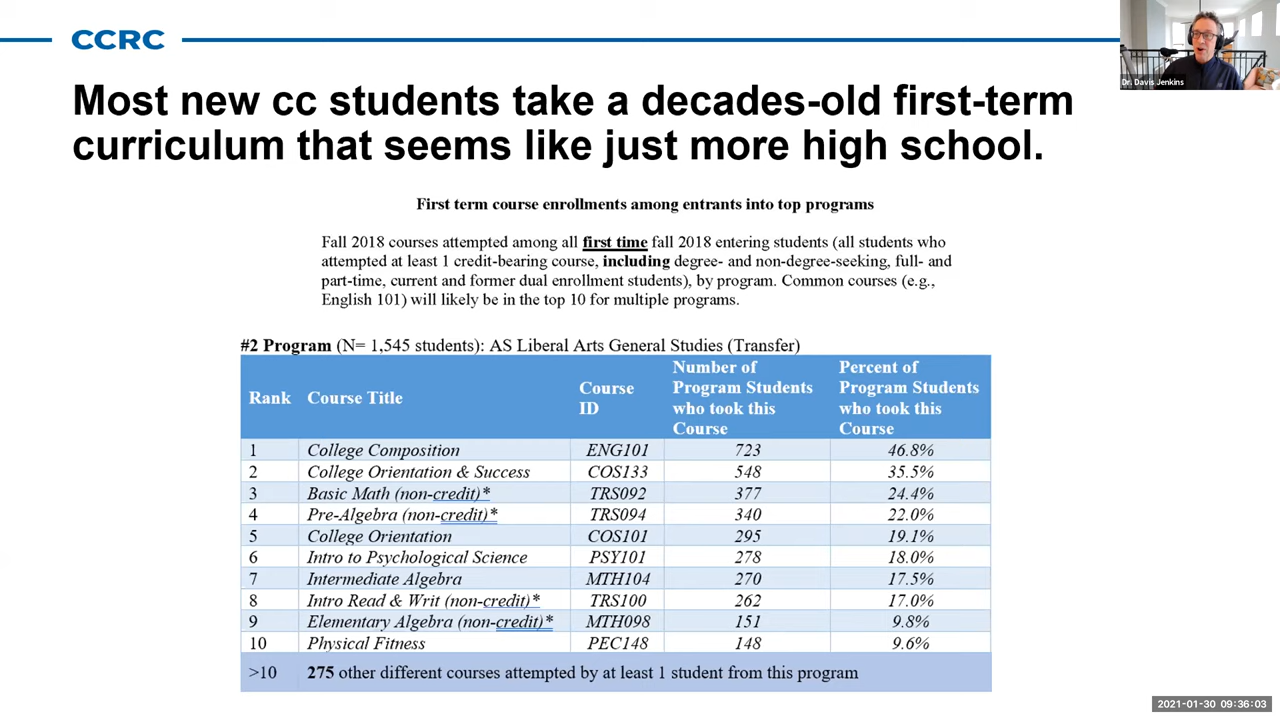 CCRC
Dr. Davis Jenkins
Most new cc students take a decades-old first-term
curriculum that seems like just more high school.
First term course enrollments among entrants into top programs
Fall 2018 courses attempted among all first time fall 2018 entering students (all students who
attempted at least 1 credit-bearing course, including degree- and non-degree-seeking, full- and
part-time, current and former dual enrollment students), by program. Common courses (e.g.,
English 101) will likely be in the top 10 for multiple programs.
#2 Program (N= 1,545 students): AS Liberal Arts General Studies (Transfer)
Rank Course Title Course ID Number of Program Students who took this Course Percent of Program Students who took this Course
1 College Composition ENG101 723 46.8%
2 College Orientation & Success COS133 548 35.5%
3 Basic Math (non-credit)* TRS092 377 24.4%
4 Pre-Algebra (non-credit)* TRS094 340 22.0%
5 College Orientation COS101 295 19.1%
6 Intro to Psychological Science PSY101 278 18.0%
7 Intermediate Algebra MTH104 270 17.5%
8 Intro Read & Writ (non-credit)* TRS100 262 17.0%
9 Elementary Algebra (non-credit)* MTH098 151 9.8%
10 Physical Fitness PEC148 148 9.6%
>10 275 other different courses attempted by at least 1 student from this program
2021-01-30 09:36:03